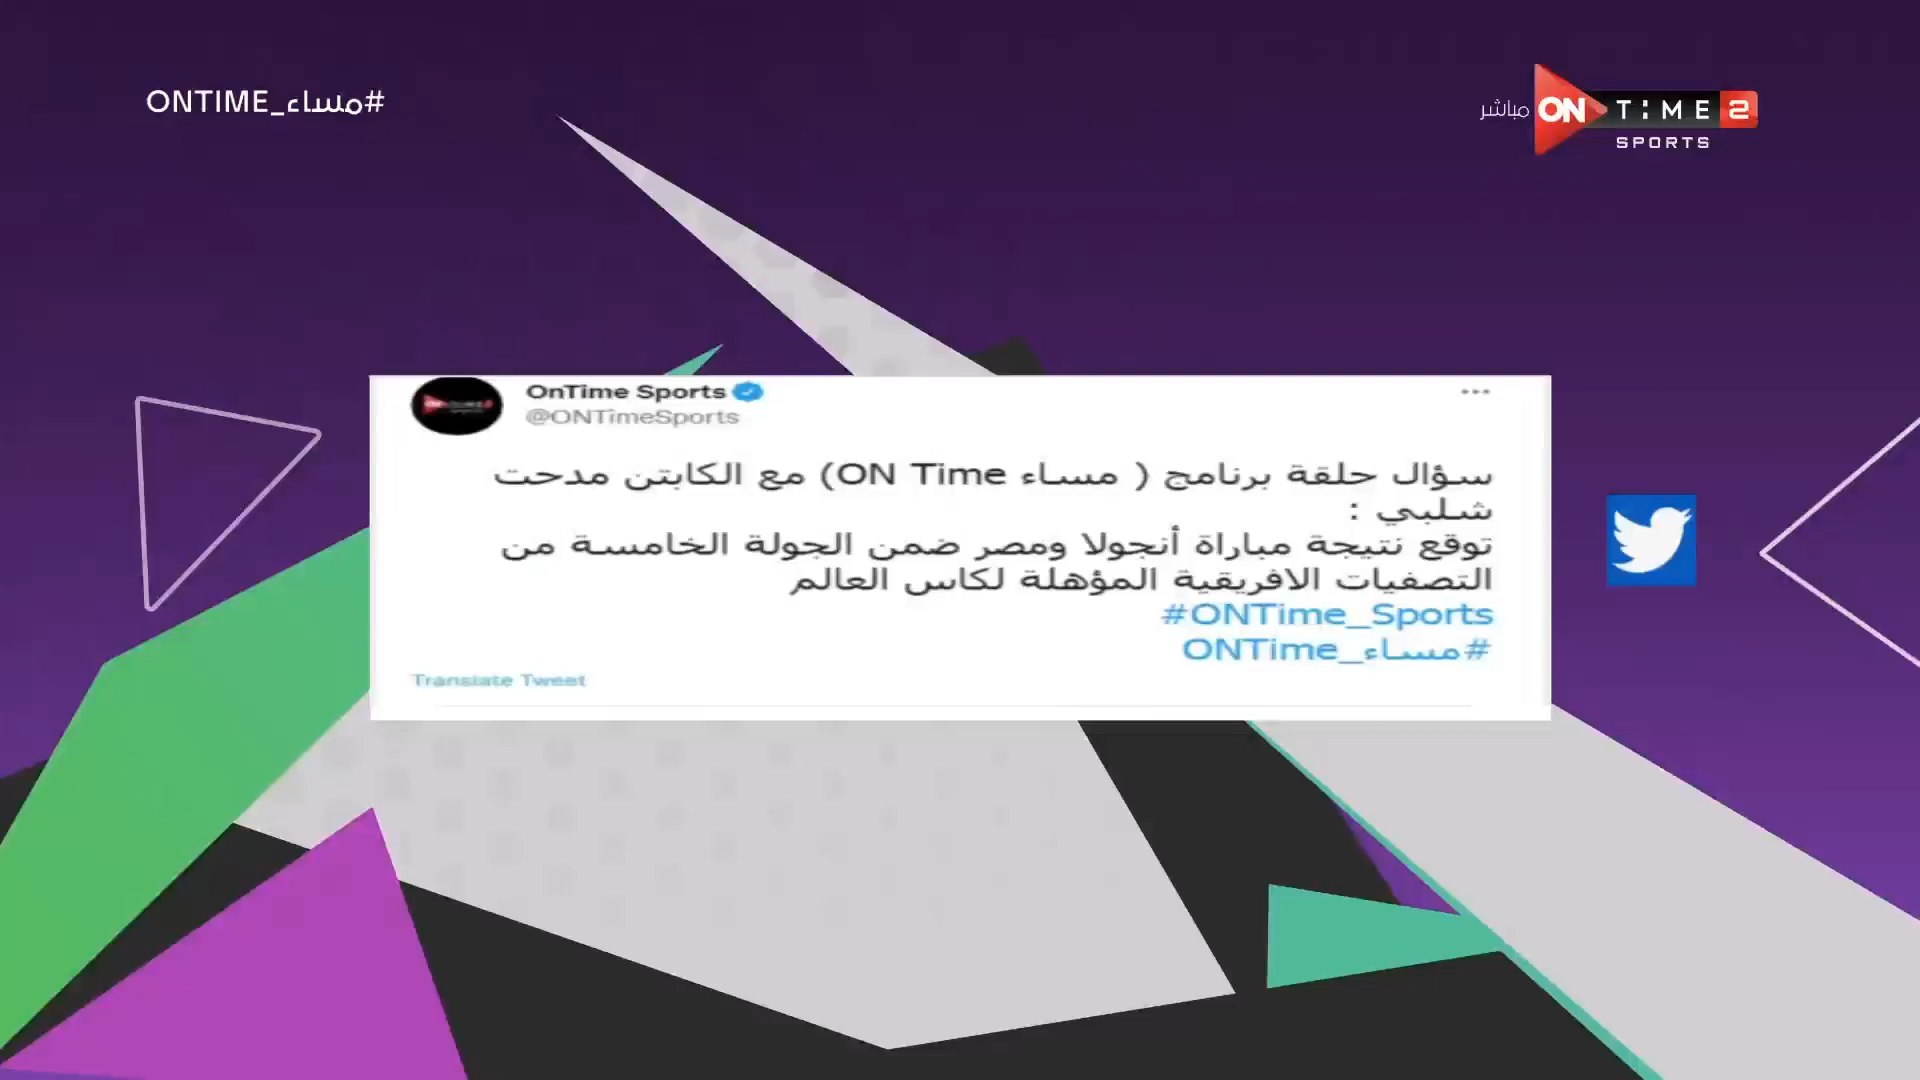 #مساء_ONTIME
مباشر ON TIME 2
SPORTS
OnTime Sports
@ONTimeSports
سؤال حلقة برنامج ( مساء ON Time) مع الكابتن مدحت
شلبي :
توقع نتيجة مباراة أنجولا ومصر ضمن الجولة الخامسة من
التصفيات الافريقية المؤهلة لكاس العالم
#ONTime_Sports
#مساء_ONTime
Translate Tweet